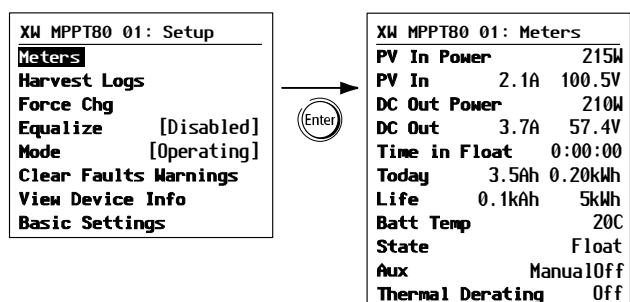 XW MPPT80 01: Setup
Meters
Harvest Logs
Force Chg
Equalize [Disabled]
Mode [Operating]
Clear Faults Warnings
View Device Info
Basic Settings
Enter
XW MPPT80 01: Meters
PV In Power 215W
PV In 2.1A 100.5V
DC Out Power 210W
DC Out 3.7A 57.4V
Time in Float 0:00:00
Today 3.5Ah 0.20kWh
Life 0.1kAh 5kWh
Batt Temp 20C
State Float
Aux ManualOff
Thermal Derating Off